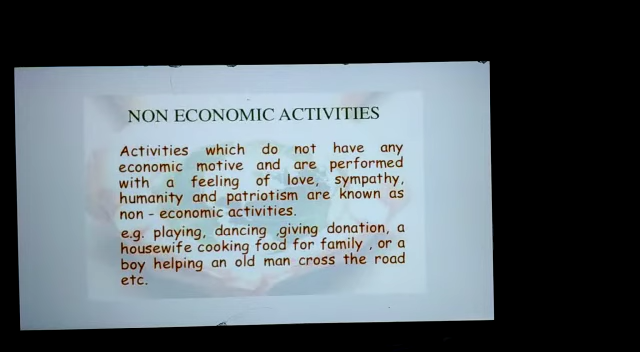 NON ECONOMIC ACTIVITIES
Activities which do not have any
economic motive and are performed
with a feeling of love, sympathy,
humanity and patriotism are known as
non - economic activities.
e.g. playing, dancing ,giving donation, a
housewife cooking food for family , or a
boy helping an old man cross the road
etc.